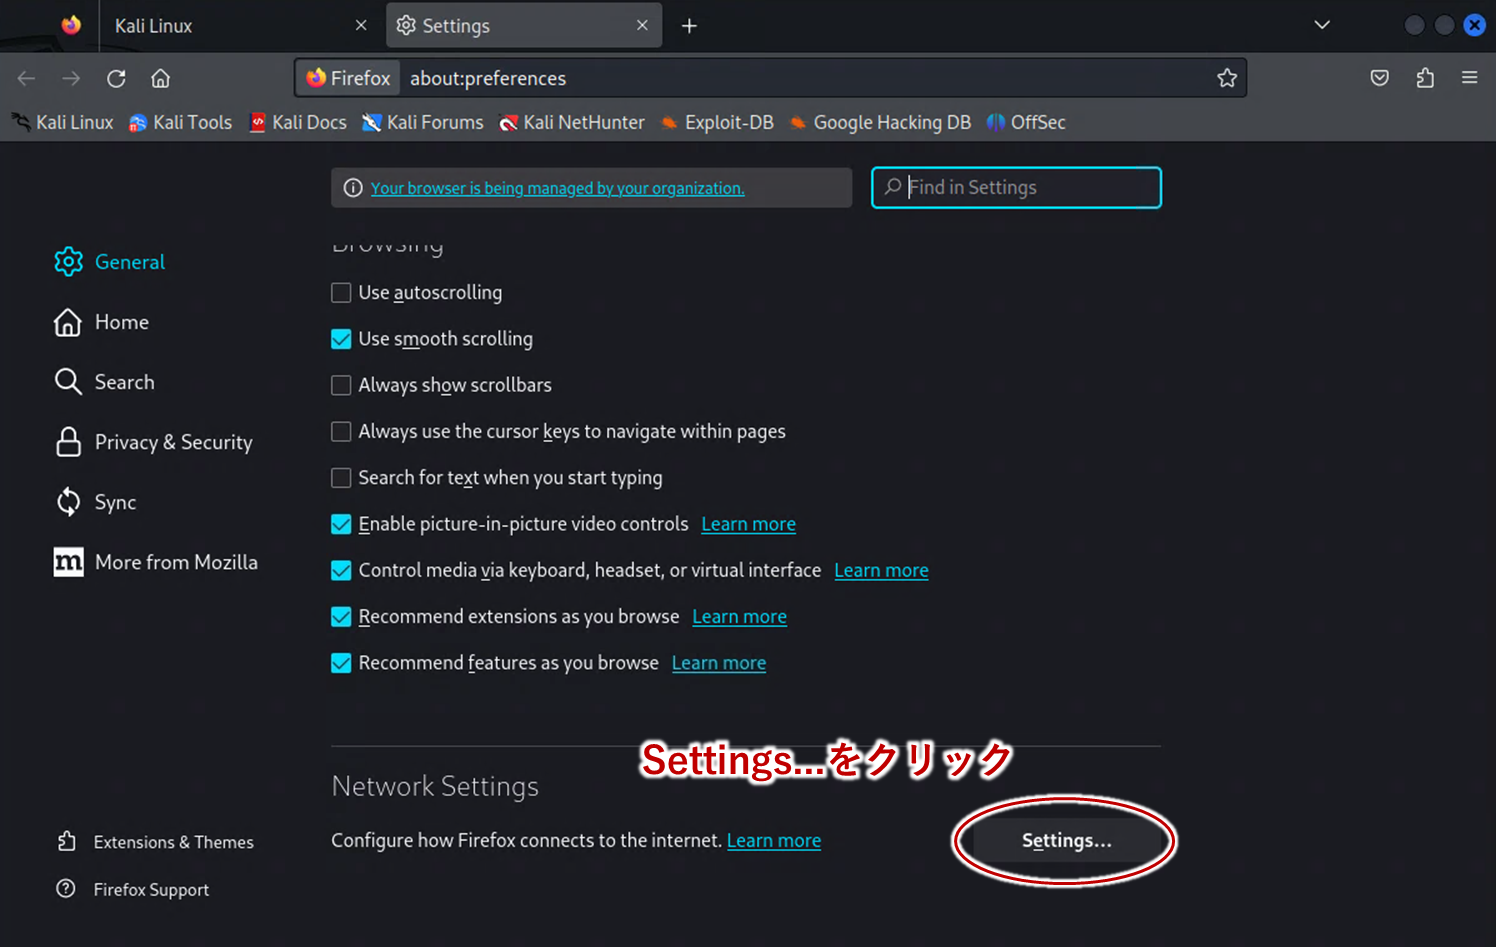 Kali Linux
Settings
Firefox about:preferences
Kali Linux Kali Tools Kali Docs Kali Forums Kali NetHunter Exploit-DB Google Hacking DB OffSec
Your browser is being managed by your organization.
Find in Settings
General
Home
Search
Privacy & Security
Sync
m More from Mozilla
Extensions & Themes
Firefox Support
Browsing
Use autoscrolling
Use smooth scrolling
Always show scrollbars
Always use the cursor keys to navigate within pages
Search for text when you start typing
Enable picture-in-picture video controls Learn more
Control media via keyboard, headset, or virtual interface Learn more
Recommend extensions as you browse Learn more
Recommend features as you browse Learn more
Settings...をクリック
Network Settings
Configure how Firefox connects to the internet. Learn more
Settings...